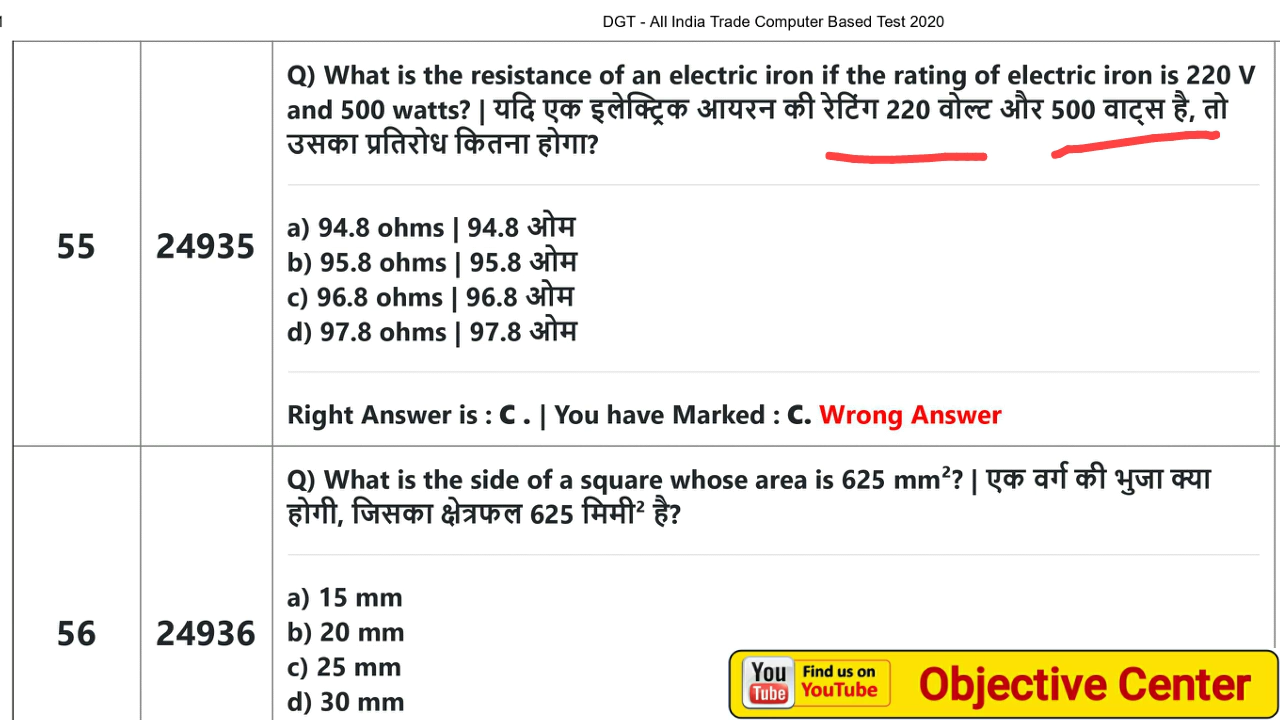 DGT - All India Trade Computer Based Test 2020
Q) What is the resistance of an electric iron if the rating of electric iron is 220 V
and 500 watts? | यदि एक इलेक्ट्रिक आयरन की रेटिंग 220 वोल्ट और 500 वाट्स है, तो
उसका प्रतिरोध कितना होगा?
55
24935
a) 94.8 ohms | 94.8 ओम
b) 95.8 ohms | 95.8 ओम
c) 96.8 ohms | 96.8 ओम
d) 97.8 ohms | 97.8 ओम
Right Answer is : C . | You have Marked : C. Wrong Answer
Q) What is the side of a square whose area is 625 mm²? | एक वर्ग की भुजा क्या
होगी, जिसका क्षेत्रफल 625 मिमी² है?
56
24936
a) 15 mm
b) 20 mm
c) 25 mm
d) 30 mm
You Tube
Find us on
YouTube
Objective Center